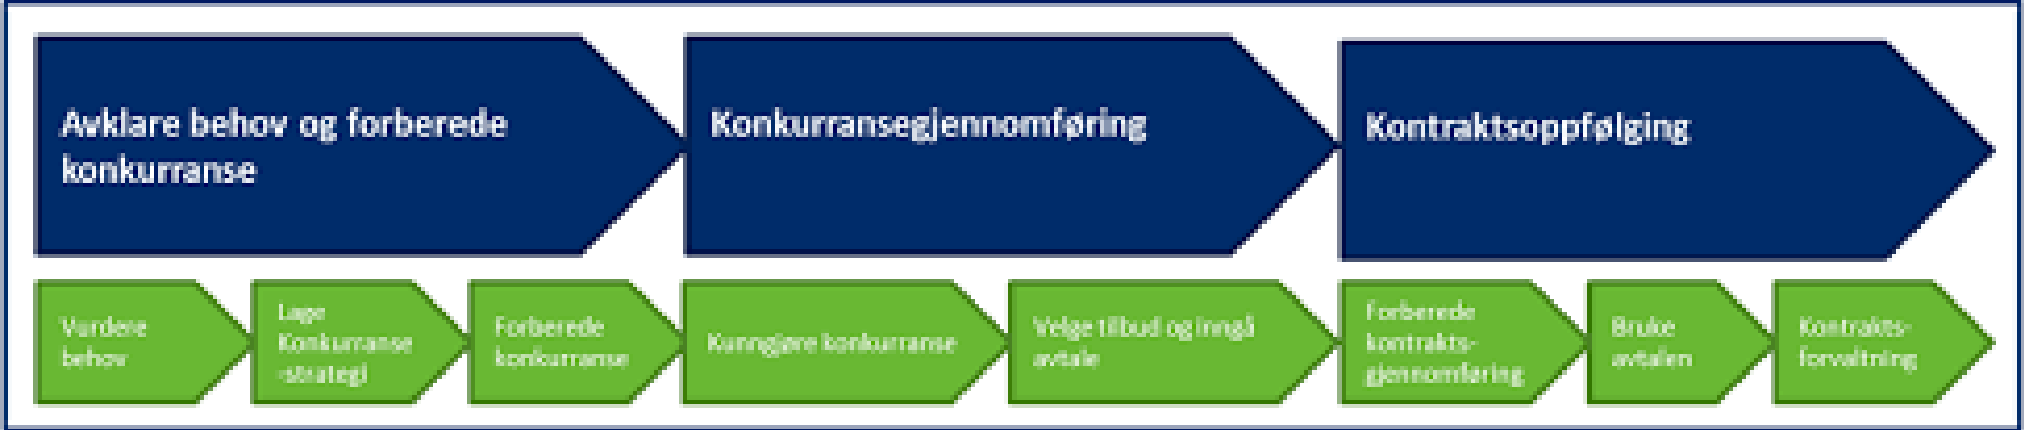 Avklare behov og forberede
konkurranse
Konkurransegjennomføring
Kontraktsoppfølging
Vurdere
behov
Lage
Konkurranse
-strategi
Forberede
konkurranse
Kunngjøre konkurranse
Velge tilbud og inngå
avtale
Forberede
kontrakts-
gjennomføring
Bruke
avtalen
Kontrakts-
forvaltning